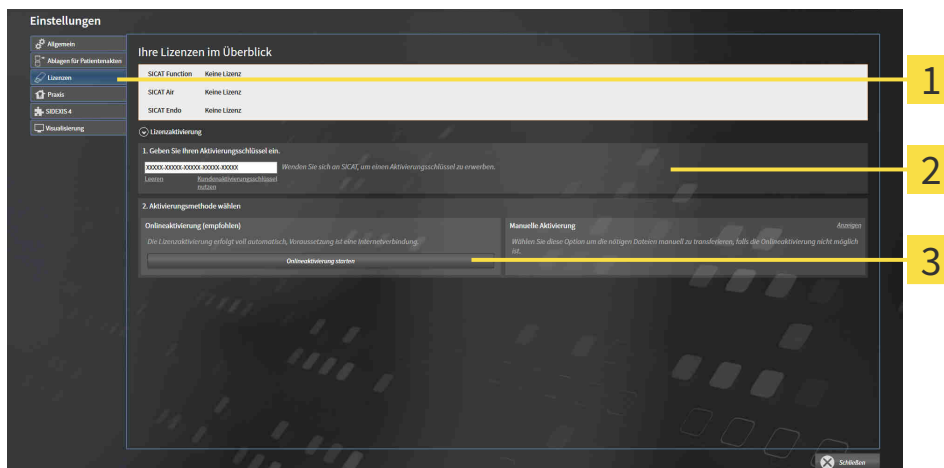 Einstellungen
Allgemein
Ablagen für Patientenakten
Lizenzen
Praxis
SIDEXIS 4
Visualisierung
Ihre Lizenzen im Überblick
SICAT Function Keine Lizenz
SICAT Air Keine Lizenz
SICAT Endo Keine Lizenz
Lizenzaktivierung
1. Geben Sie Ihren Aktivierungsschlüssel ein.
XXXXX-XXXXX-XXXXX-XXXXX-XXXXX Wenden Sie sich an SICAT, um einen Aktivierungsschlüssel zu erwerben.
Leeren Kundenaktivierungsschlüssel
nutzen
2. Aktivierungsmethode wählen
Onlineaktivierung (empfohlen)
Die Lizenzaktivierung erfolgt voll automatisch, Voraussetzung ist eine Internetverbindung.
Onlineaktivierung starten
Manuelle Aktivierung Anzeigen
Wählen Sie diese Option um die nötigen Dateien manuell zu transferieren, falls die Onlineaktivierung nicht möglich
ist.
Schließen
1
2
3